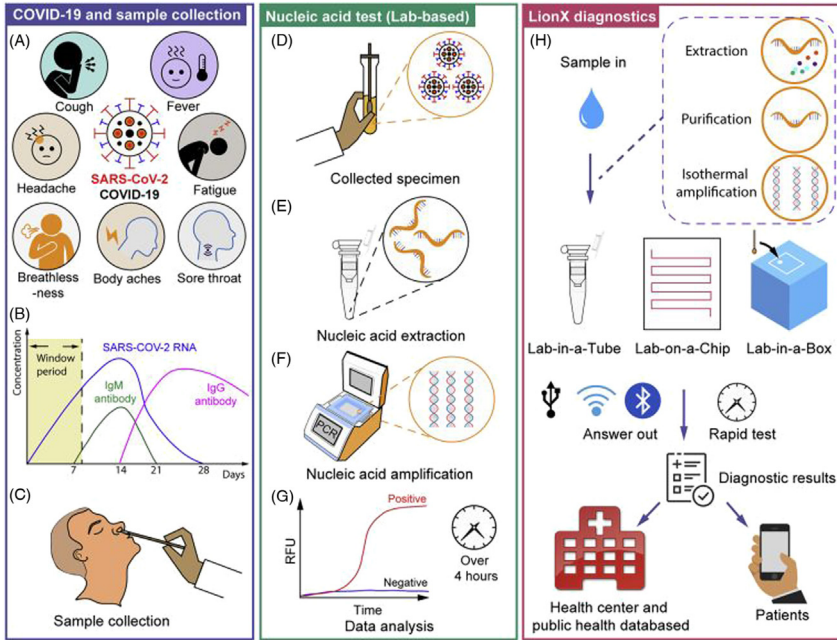 COVID-19 and sample collection
(A)
Cough
Fever
Headache
SARS-CoV-2
COVID-19
Fatigue
Breathless
-ness
Body aches
Sore throat
(B)
Concentration
Window
period
SARS-COV-2 RNA
IgM
antibody
IgG
antibody
7
14
21
28
Days
(C)
Sample collection
Nucleic acid test (Lab-based)
(D)
Collected specimen
(E)
Nucleic acid extraction
(F)
PCR
Nucleic acid amplification
(G)
RFU
Positive
Negative
Time
Over
4 hours
Data analysis
LionX diagnostics
(H)
Sample in
Extraction
Purification
Isothermal
amplification
Lab-in-a-Tube
Lab-on-a-Chip
Lab-in-a-Box
Answer out
Rapid test
Diagnostic results
Health center and
public health databased
Patients